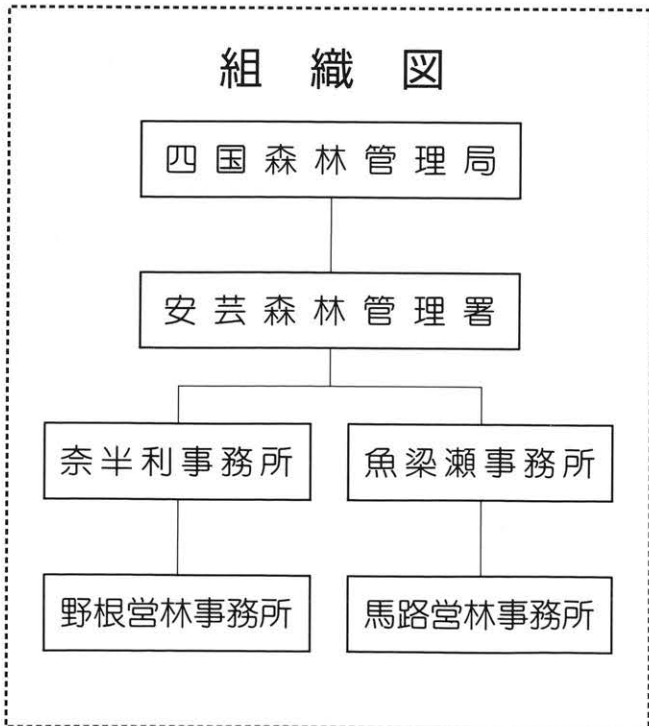 組織図
四国森林管理局
安芸森林管理署
奈半利事務所
魚梁瀬事務所
野根営林事務所
馬路営林事務所